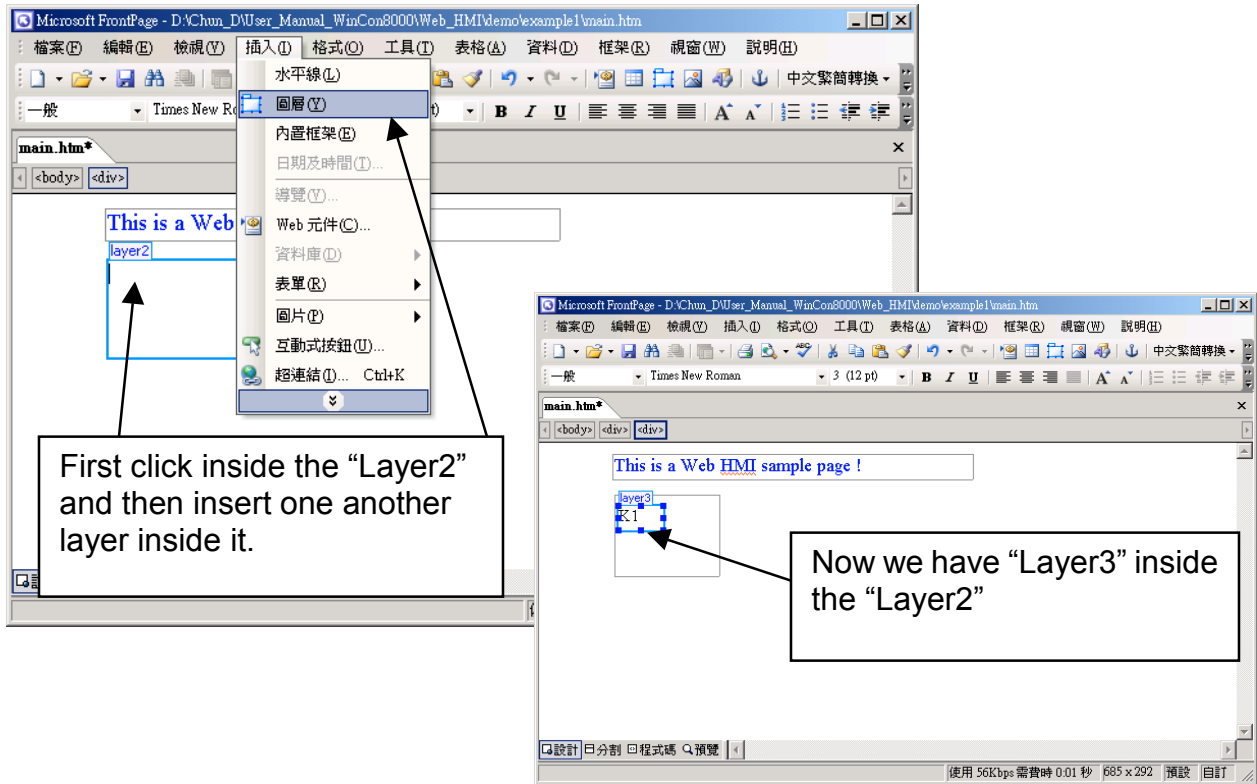 Microsoft FrontPage - D:\Chun_D\User_Manual_WinCon8000\Web_HMI\demo\example1\main.htm
檔案(F) 編輯(E) 檢視(V) 插入(I) 格式(O) 工具(T) 表格(A) 資料(D) 框架(R) 視窗(W) 說明(H)
中文繁簡轉換
一般 Times New B I U A A
水平線(L)
圖層(Y)
內置框架(E)
日期及時間(T)...
導覽(V)...
Web 元件(C)...
資料庫(D)
表單(R)
圖片(P)
互動式按鈕(U)...
超連結(I)... Ctrl+K
main.htm*
<body> <div>
This is a Web
layer2
First click inside the “Layer2”
and then insert one another
layer inside it.
Microsoft FrontPage - D:\Chun_D\User_Manual_WinCon8000\Web_HMI\demo\example1\main.htm
檔案(F) 編輯(E) 檢視(V) 插入(I) 格式(O) 工具(T) 表格(A) 資料(D) 框架(R) 視窗(W) 說明(H)
中文繁簡轉換
一般 Times New Roman 3 (12 pt) B I U A A
main.htm*
<body> <div> <div>
This is a Web HMI sample page !
layer3
K1
Now we have “Layer3” inside
the “Layer2”
設計 分割 程式碼 預覽
使用 56Kbps 需費時 0:01 秒 685 x 292 預設 自訂